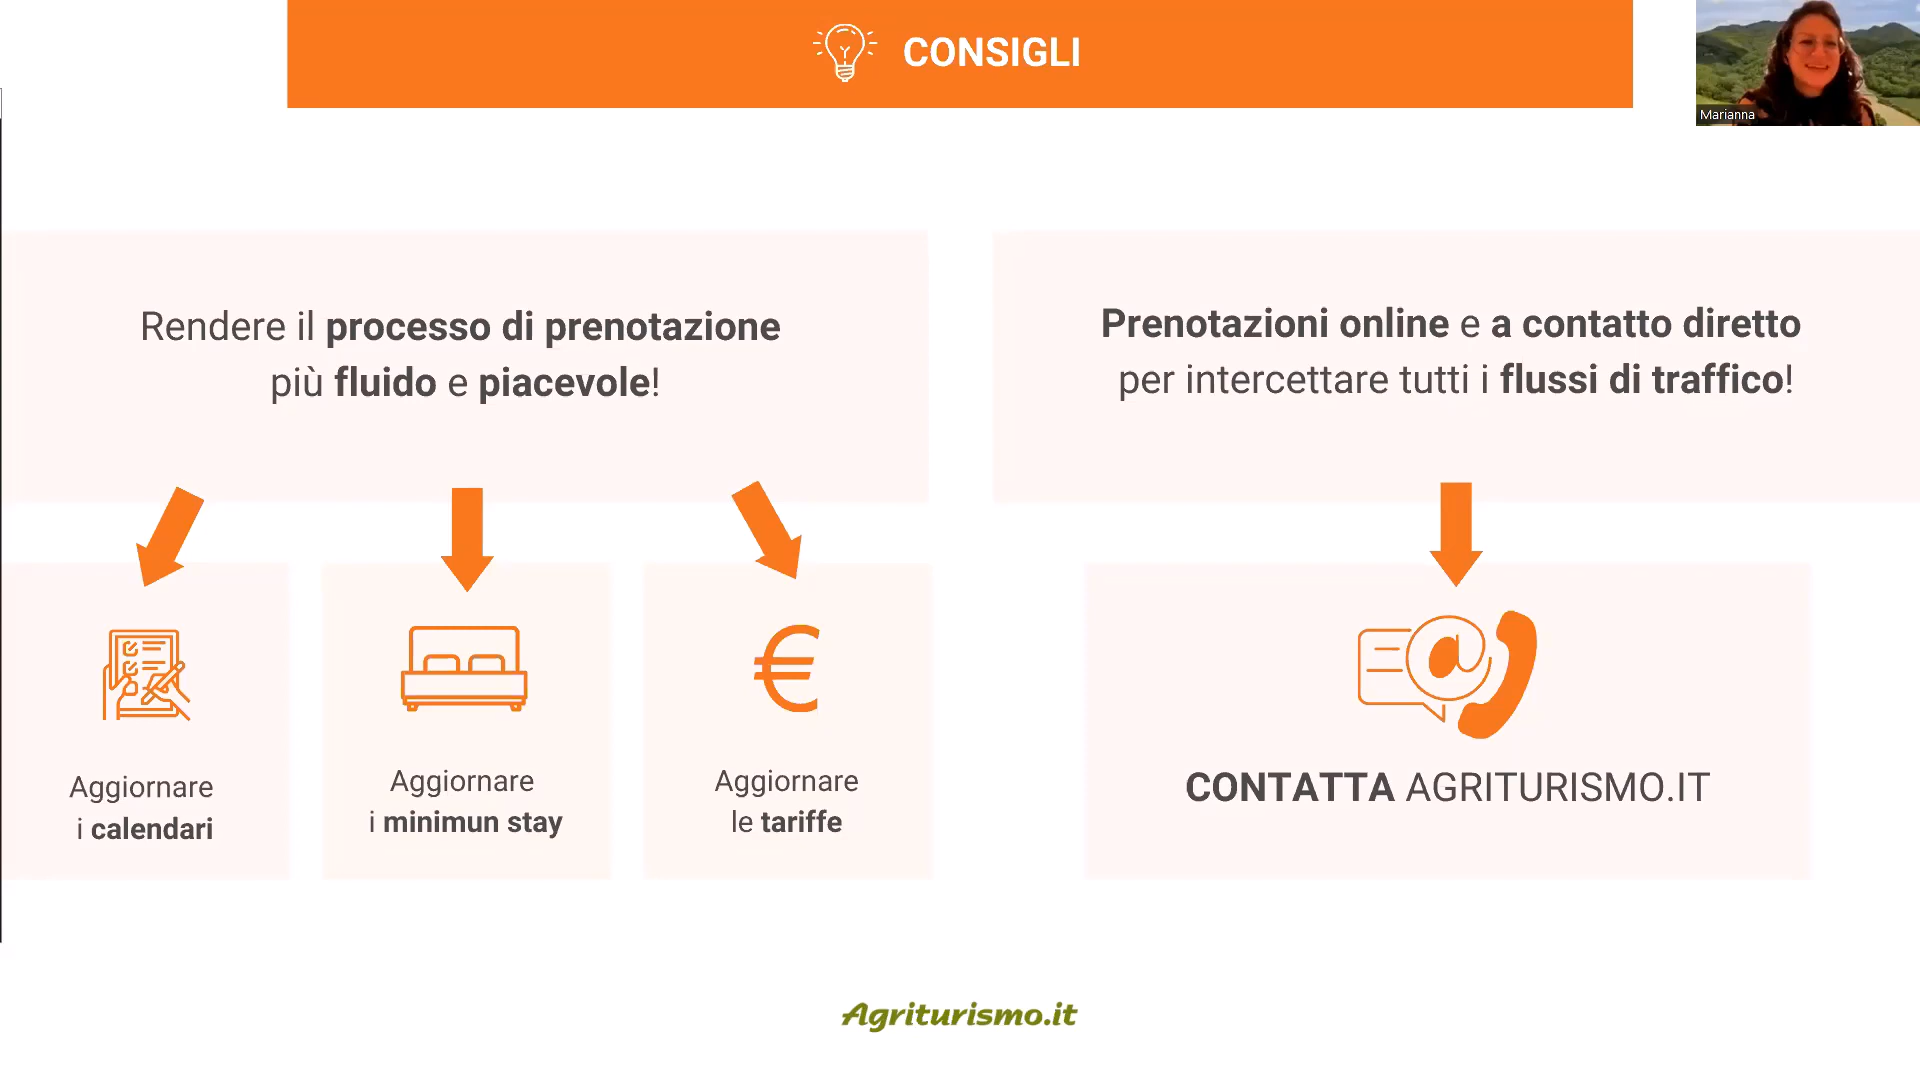 CONSIGLI
Marianna
Rendere il processo di prenotazione
più fluido e piacevole!
Prenotazioni online e a contatto diretto
per intercettare tutti i flussi di traffico!
Aggiornare
i calendari
Aggiornare
i minimun stay
€
Aggiornare
le tariffe
@
CONTATTA AGRITURISMO.IT
Agriturismo.it